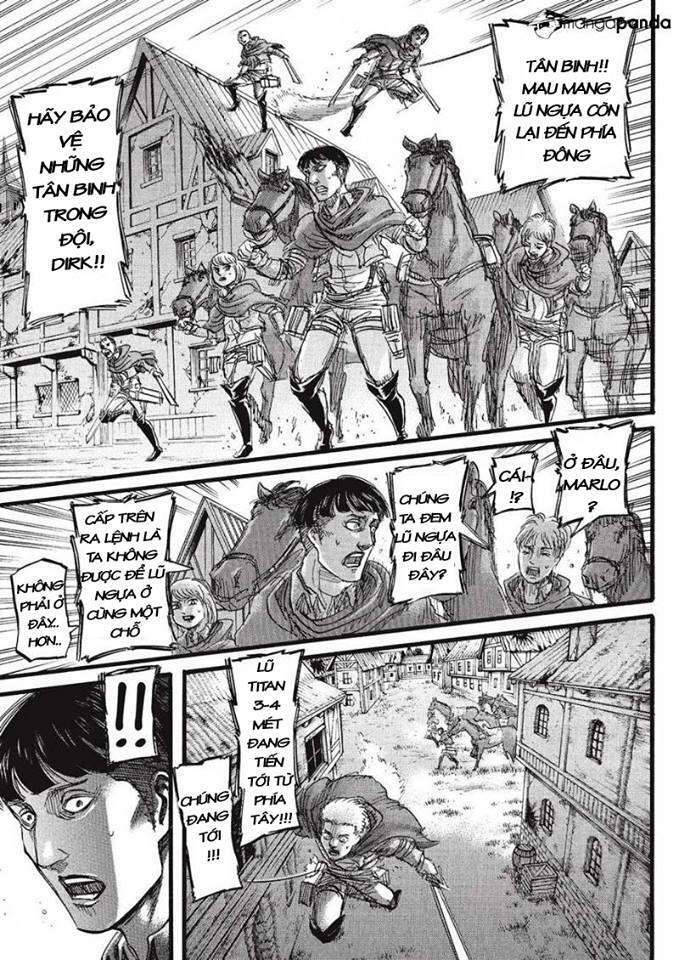 mangapanda
TÂN BINH!!
MAU MANG
LŨ NGỰA CÒN
LẠI ĐẾN PHÍA
ĐÔNG
HÃY BẢO
VỆ
NHỮNG
TÂN BINH
TRONG
ĐỘI,
DIRK!!
Ở ĐÂU,
MARLO
?
CÁI-
!?
CHÚNG
TA ĐEM
LŨ NGỰA
ĐI ĐÂU
ĐÂY?
CẤP TRÊN
RA LỆNH LÀ
TA KHÔNG
ĐƯỢC ĐỂ LŨ
NGỰA Ở
CÙNG MỘT
CHỖ
KHÔNG
PHẢI Ở
ĐÂY..
HƠN..
LŨ
TITAN
3-4
MÉT
ĐANG
TIẾN
TỚI TỪ
PHÍA
TÂY!!!
CHÚNG
ĐANG
TỚI
!!!
!!